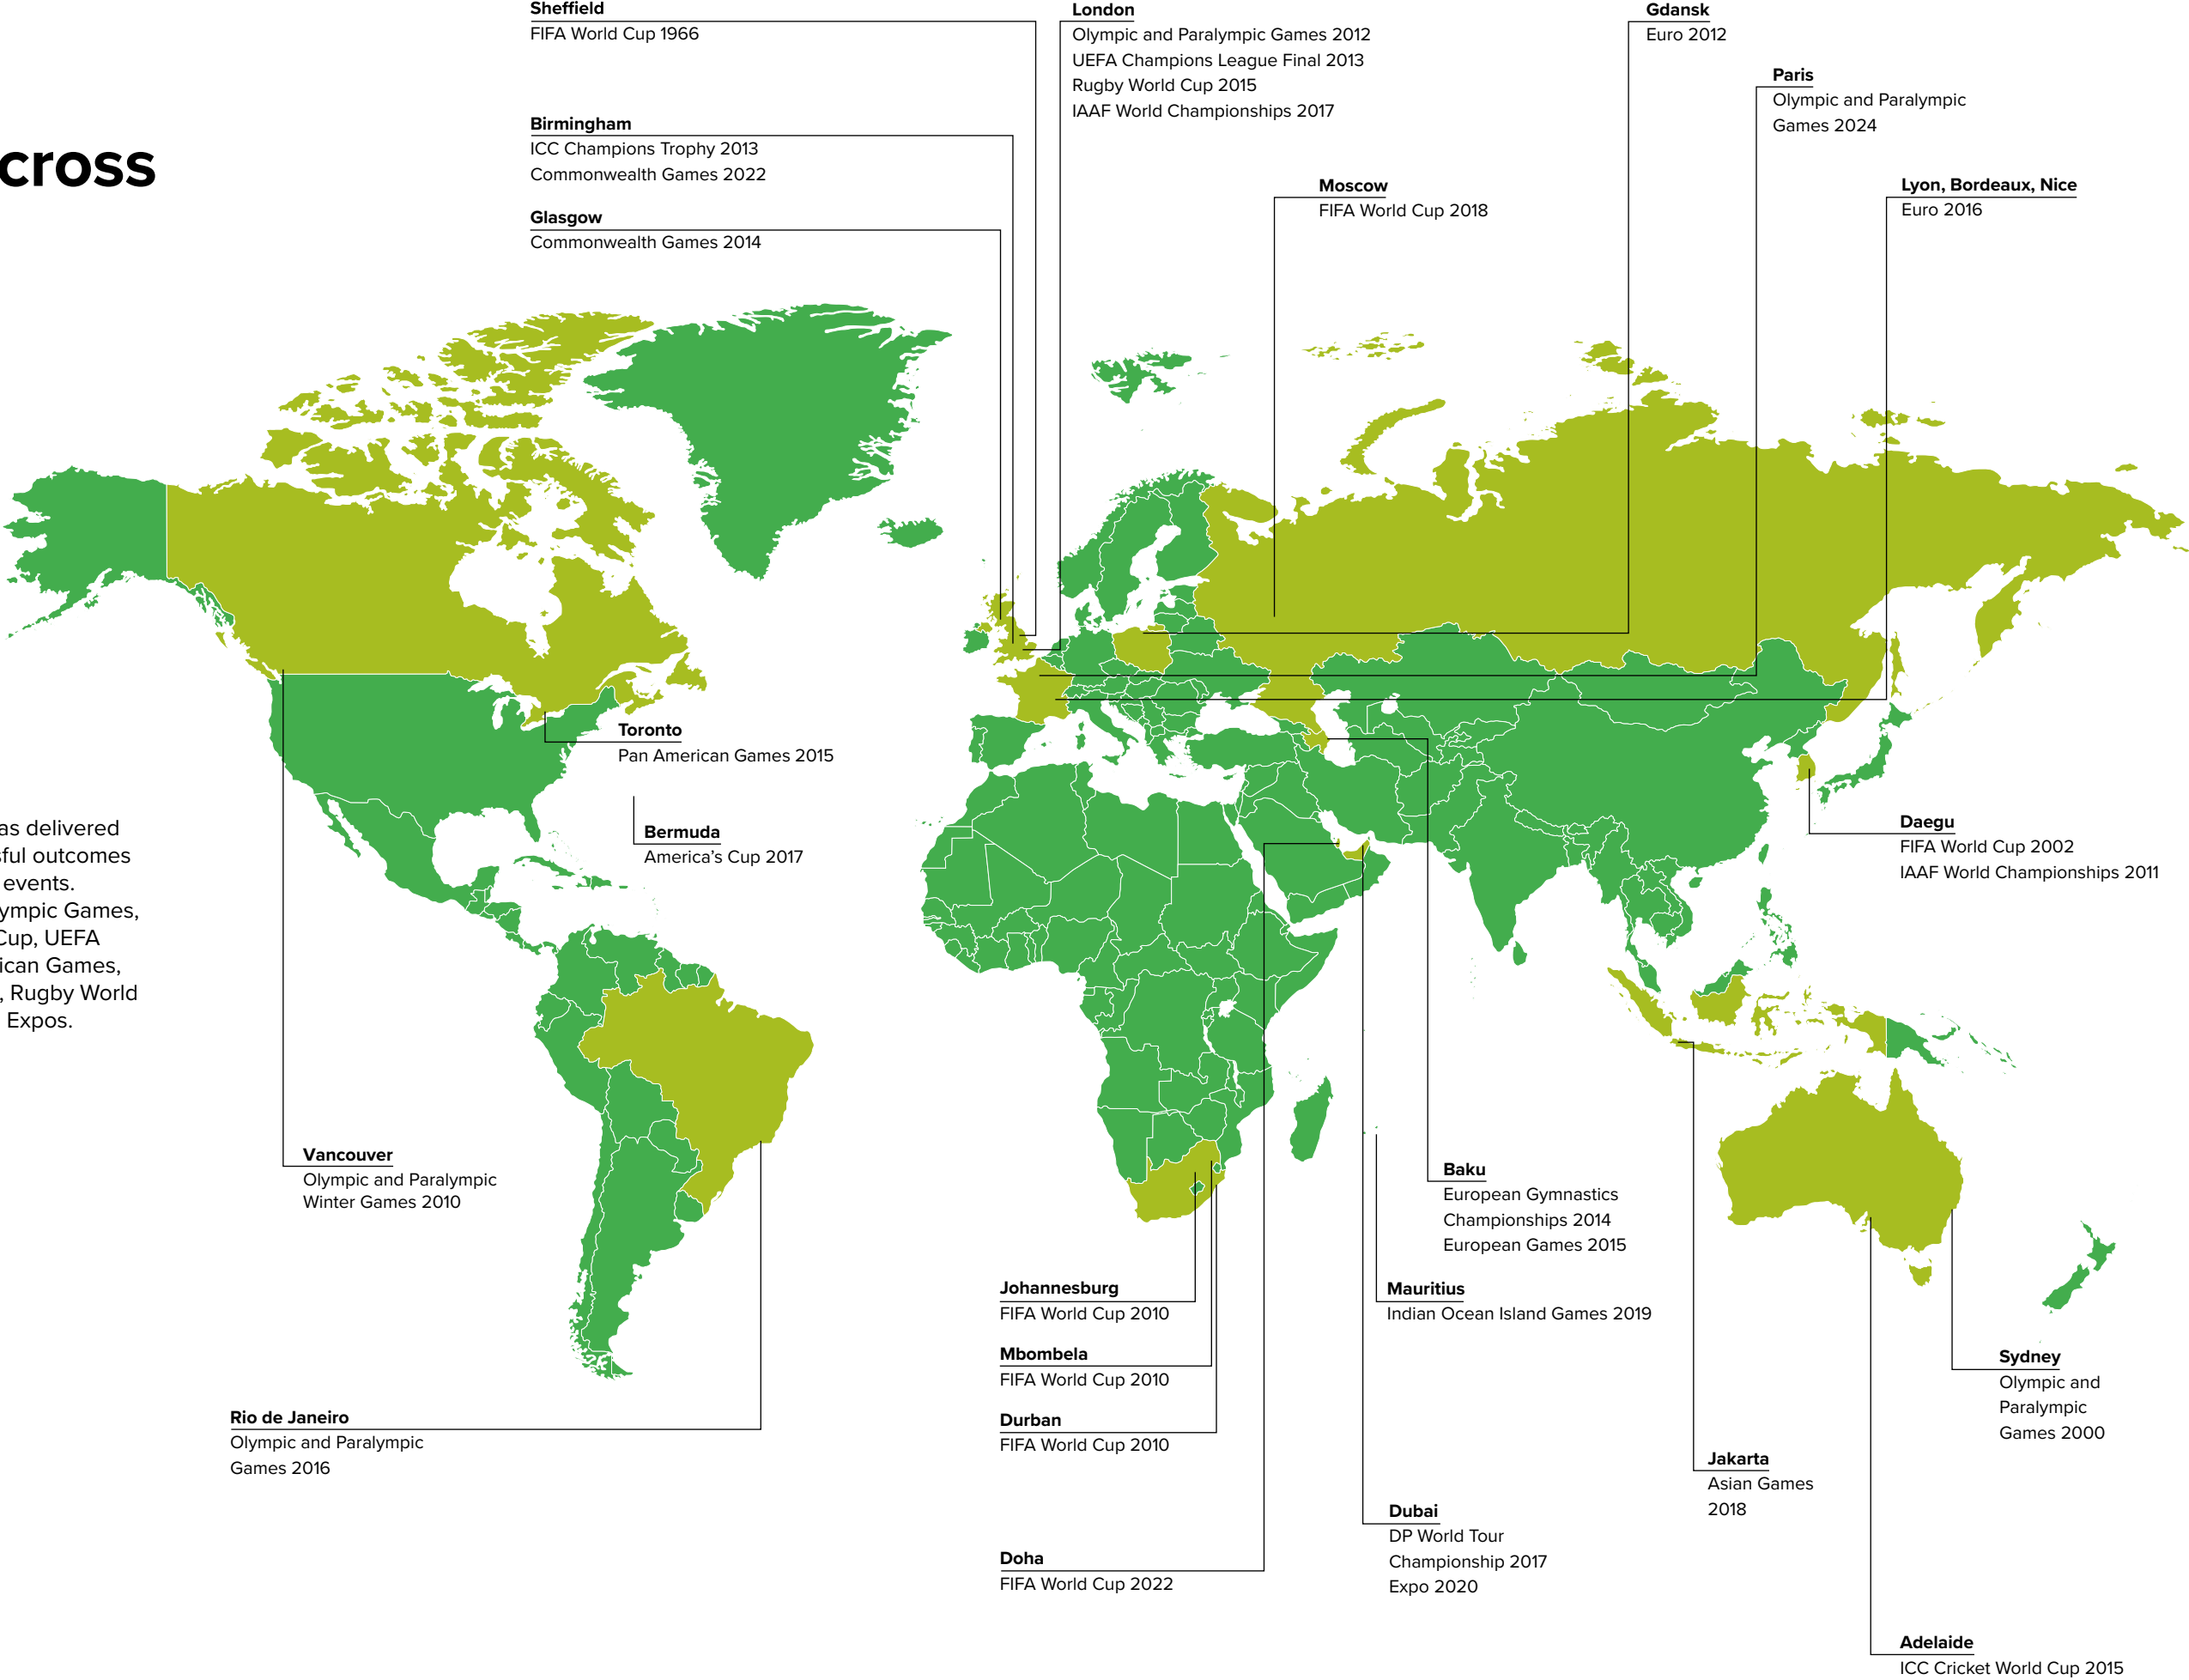 cross
as delivered
sful outcomes
events.
ympic Games,
Cup, UEFA
ican Games,
, Rugby World
Expos.
Sheffield
FIFA World Cup 1966
Birmingham
ICC Champions Trophy 2013
Commonwealth Games 2022
Glasgow
Commonwealth Games 2014
London
Olympic and Paralympic Games 2012
UEFA Champions League Final 2013
Rugby World Cup 2015
IAAF World Championships 2017
Moscow
FIFA World Cup 2018
Gdansk
Euro 2012
Paris
Olympic and Paralympic
Games 2024
Lyon, Bordeaux, Nice
Euro 2016
Toronto
Pan American Games 2015
Bermuda
America's Cup 2017
Vancouver
Olympic and Paralympic
Winter Games 2010
Rio de Janeiro
Olympic and Paralympic
Games 2016
Johannesburg
FIFA World Cup 2010
Mbombela
FIFA World Cup 2010
Durban
FIFA World Cup 2010
Doha
FIFA World Cup 2022
Baku
European Gymnastics
Championships 2014
European Games 2015
Mauritius
Indian Ocean Island Games 2019
Dubai
DP World Tour
Championship 2017
Expo 2020
Daegu
FIFA World Cup 2002
IAAF World Championships 2011
Jakarta
Asian Games
2018
Sydney
Olympic and
Paralympic
Games 2000
Adelaide
ICC Cricket World Cup 2015